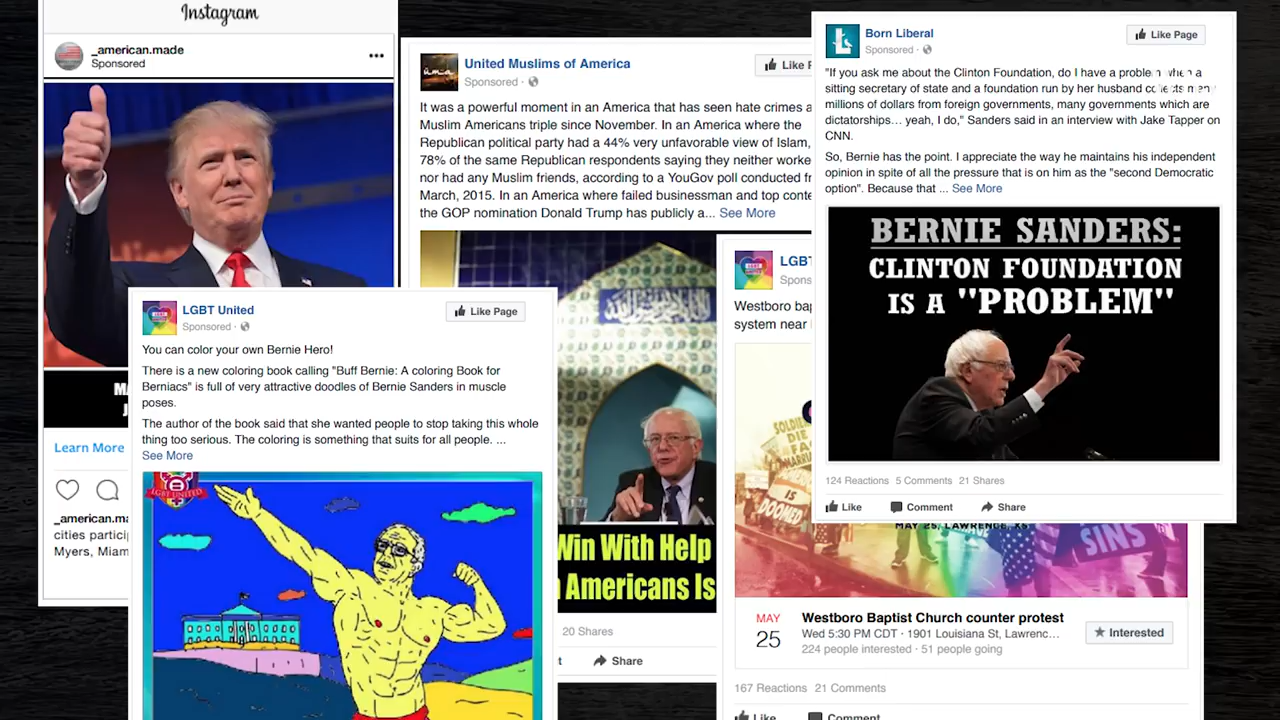 Instagram
_american.made
Sponsored
Learn More
_american.ma
cities partici
Myers, Miam
United Muslims of America
Sponsored
Like
It was a powerful moment in an America that has seen hate crimes a
Muslim Americans triple since November. In an America where the
Republican political party had a 44% very unfavorable view of Islam,
78% of the same Republican respondents saying they neither worke
nor had any Muslim friends, according to a YouGov poll conducted
March, 2015. In an America where failed businessman and top conte
the GOP nomination Donald Trump has publicly a... See More
Win With Help
Americans Is
20 Shares
Share
LGBT United
Sponsored
Like Page
You can color your own Bernie Hero!
There is a new coloring book calling "Buff Bernie: A coloring Book for
Berniacs" is full of very attractive doodles of Bernie Sanders in muscle
poses.
The author of the book said that she wanted people to stop taking this whole
thing too serious. The coloring is something that suits for all people. ...
See More
LGBT UNITED
LGBT
Spons
Westboro bap
system near
SOLDIERS
DIE
IS
DOOMED
SINS
MAY 25, LAWRENCE, KS
MAY
25
Westboro Baptist Church counter protest
Wed 5:30 PM CDT · 1901 Louisiana St, Lawrenc...
224 people interested · 51 people going
Interested
167 Reactions 21 Comments
Like Comment
Born Liberal
Sponsored
Like Page
"If you ask me about the Clinton Foundation, do I have a problem when a
sitting secretary of state and a foundation run by her husband collects many
millions of dollars from foreign governments, many governments which are
dictatorships… yeah, I do," Sanders said in an interview with Jake Tapper on
CNN.
So, Bernie has the point. I appreciate the way he maintains his independent
opinion in spite of all the pressure that is on him as the "second Democratic
option". Because that ... See More
BERNIE SANDERS:
CLINTON FOUNDATION
IS A "PROBLEM"
124 Reactions 5 Comments 21 Shares
Like Comment Share